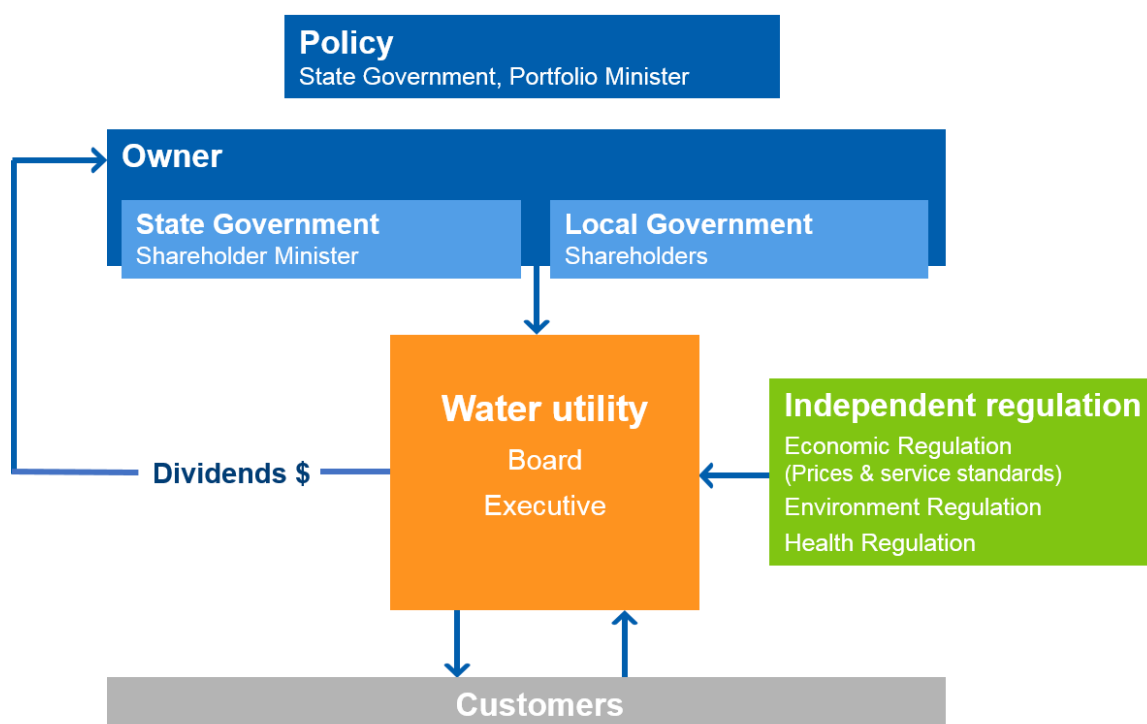 Policy
State Government, Portfolio Minister
Owner
State Government
Shareholder Minister
Local Government
Shareholders
Water utility
Board
Executive
Independent regulation
Economic Regulation
(Prices & service standards)
Environment Regulation
Health Regulation
Dividends $
Customers